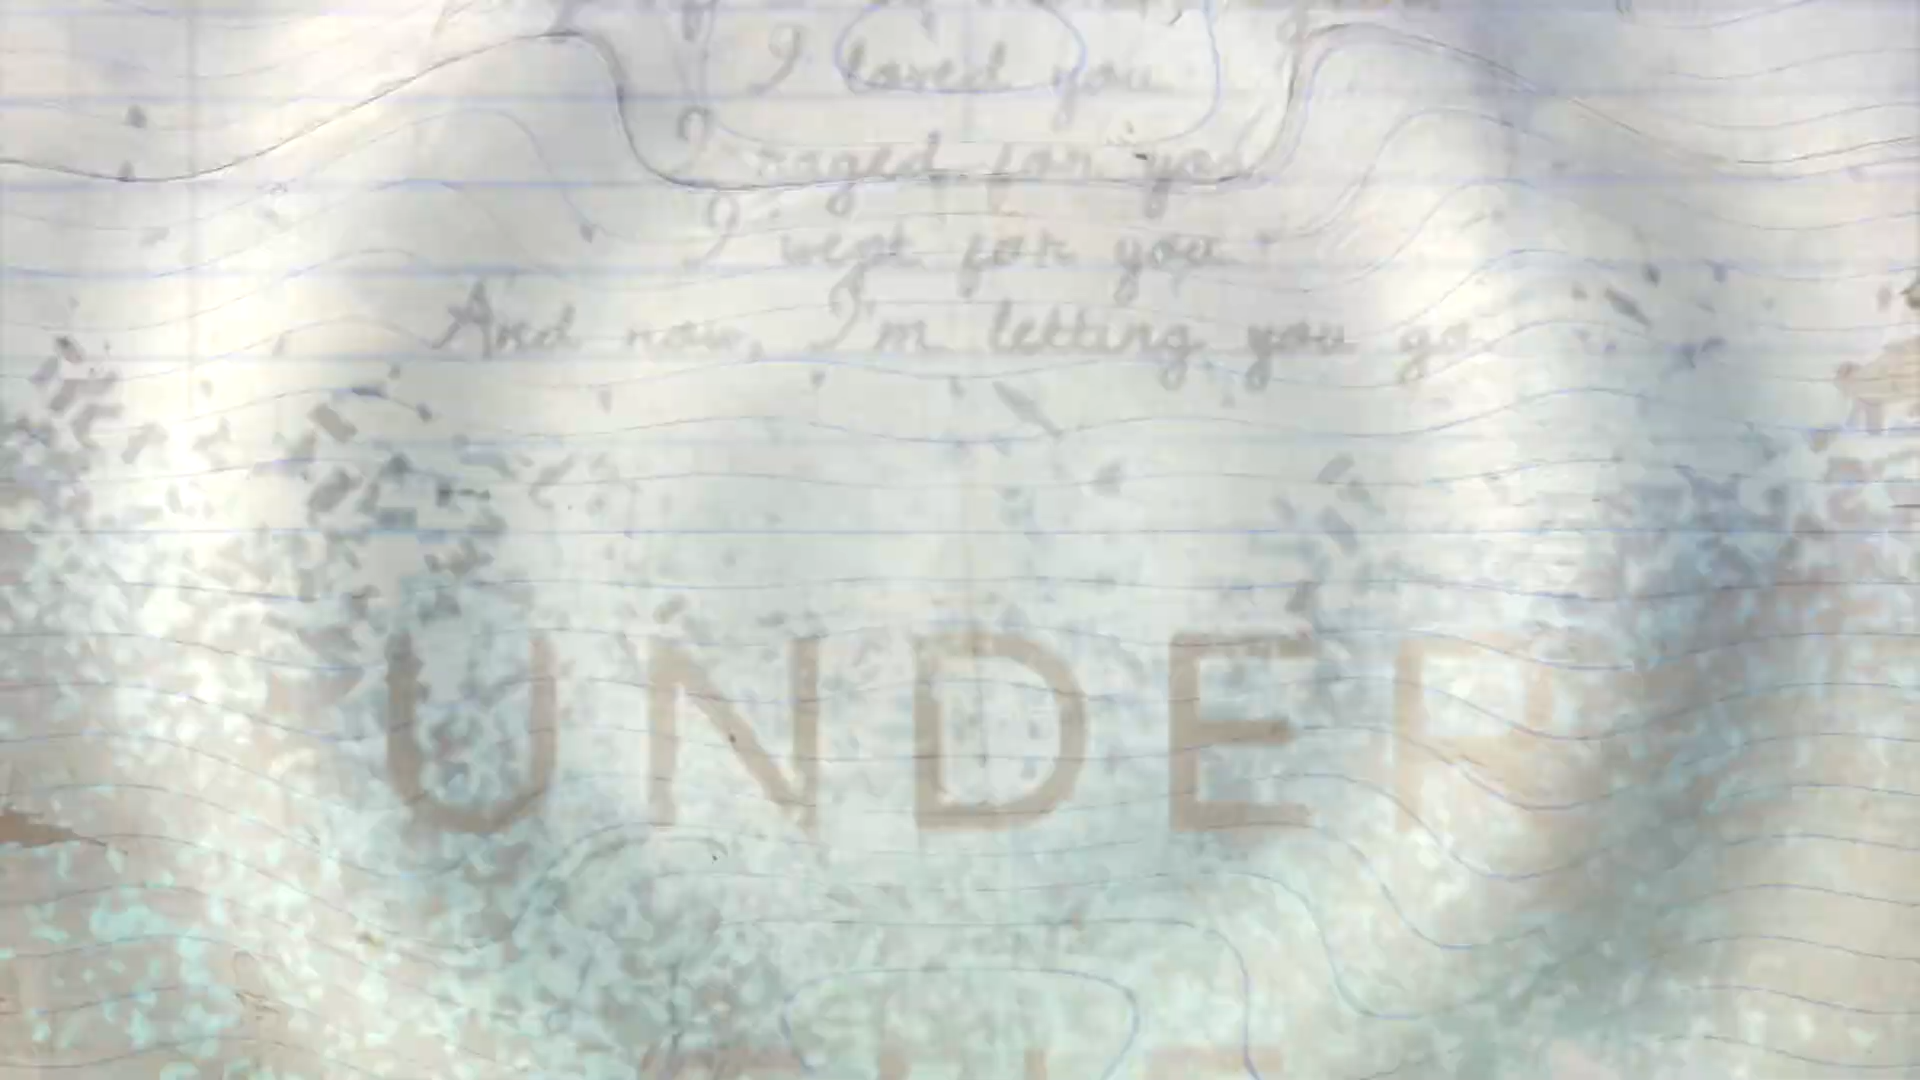 I loved you
I raged for you
I wept for you
And now, I'm letting you go
UNDER